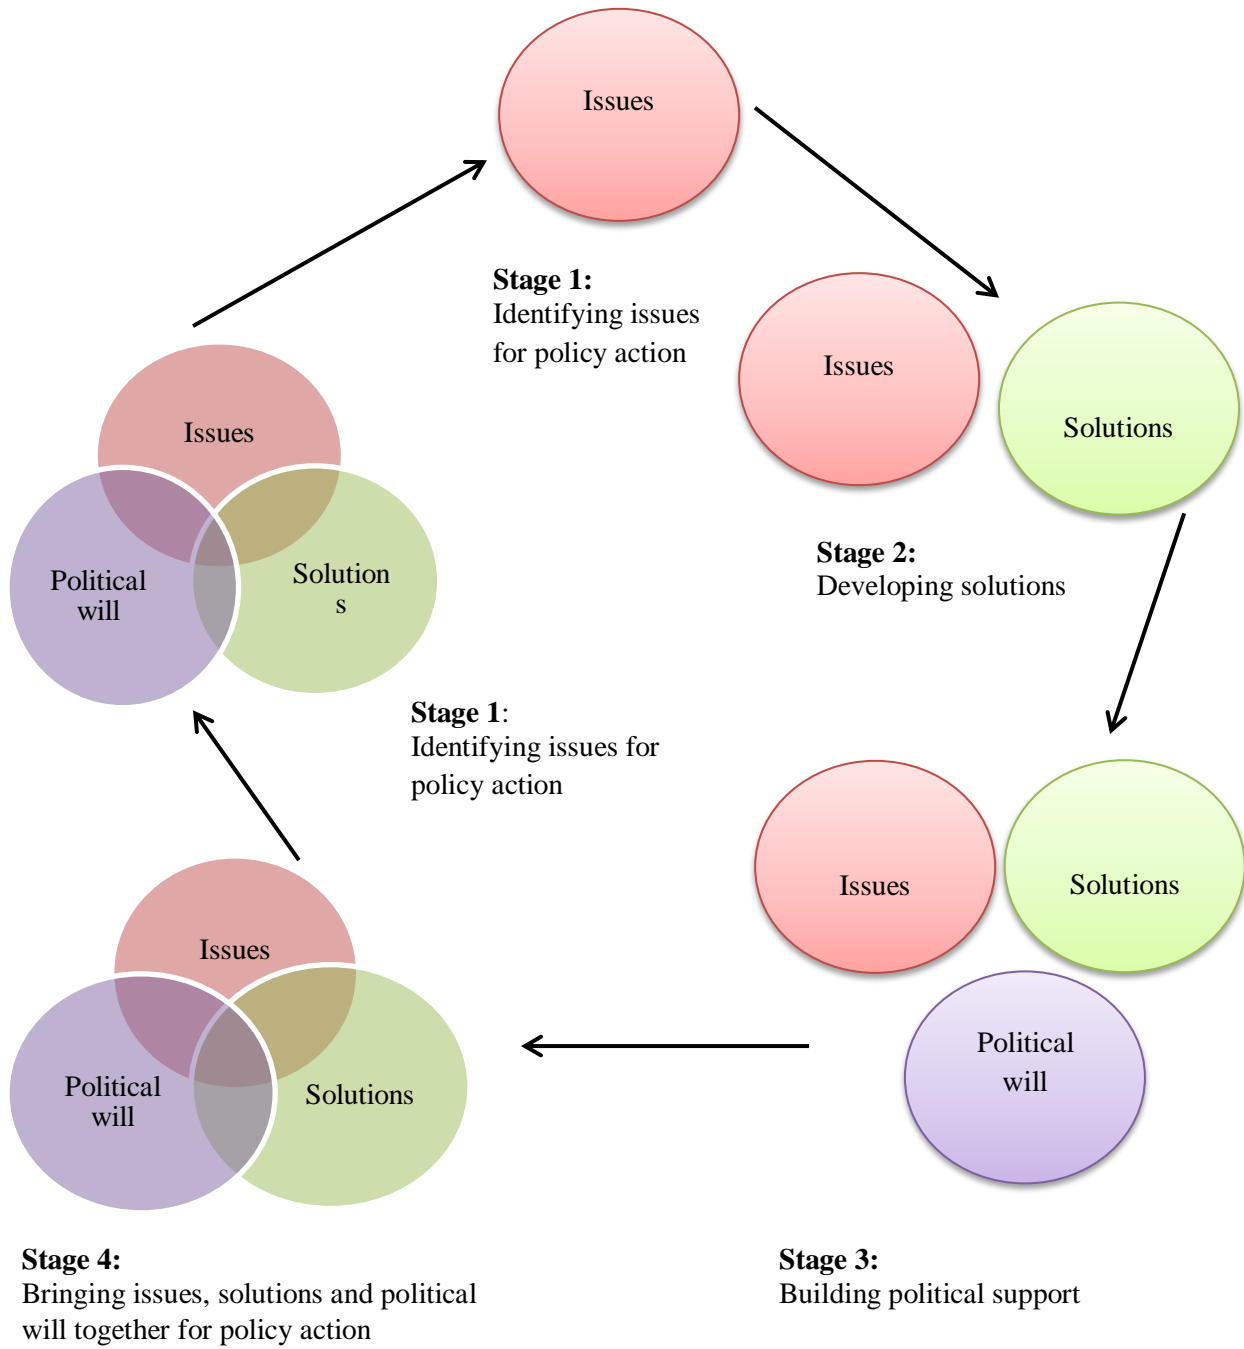 Issues
Stage 1:
Identifying issues
for policy action
Issues
Solutions
Stage 2:
Developing solutions
Issues
Political
will
Solution
s
Stage 1:
Identifying issues for
policy action
Issues
Solutions
Political
will
Issues
Political
will
Solutions
Stage 4:
Bringing issues, solutions and political
will together for policy action
Stage 3:
Building political support